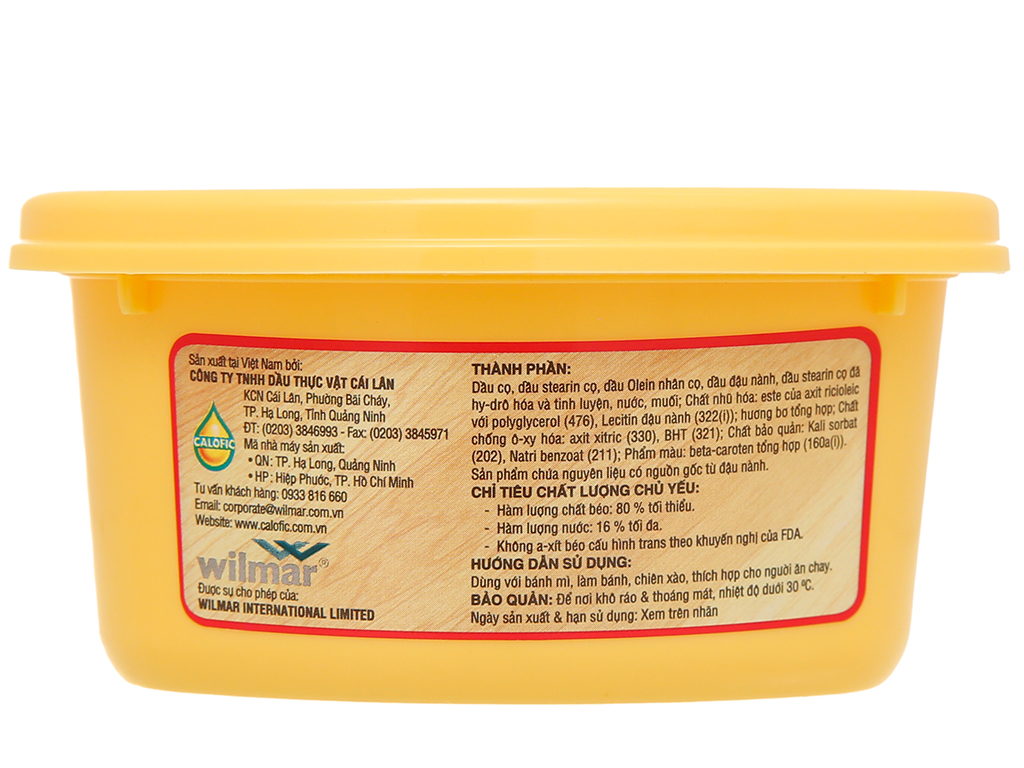 Sản xuất tại Việt Nam bởi:
CÔNG TY TNHH DẦU THỰC VẬT CÁI LÂN
KCN Cái Lân, Phường Bãi Cháy,
TP. Hạ Long, Tỉnh Quảng Ninh
ĐT: (0203) 3846993 - Fax: (0203) 3845971
CALOFIC
Mã nhà máy sản xuất:
• QN: TP. Hạ Long, Quảng Ninh
• HP: Hiệp Phước, TP. Hồ Chí Minh
Tư vấn khách hàng: 0933 816 660
Email: corporate@wilmar.com.vn
Website: www.calofic.com.vn
wilmar®
Được sự cho phép của:
WILMAR INTERNATIONAL LIMITED
THÀNH PHẦN:
Dầu cọ, dầu stearin cọ, dầu Olein nhân cọ, dầu đậu nành, dầu stearin cọ đã
hy-drô hóa và tinh luyện, nước, muối; Chất nhũ hóa: este của axit ricioleic
với polyglycerol (476), Lecitin đậu nành (322(i)); hương bơ tổng hợp; Chất
chống ô-xy hóa: axit xitric (330), BHT (321); Chất bảo quản: Kali sorbat
(202), Natri benzoat (211); Phẩm màu: beta-caroten tổng hợp (160a(i)).
Sản phẩm chứa nguyên liệu có nguồn gốc từ đậu nành.
CHỈ TIÊU CHẤT LƯỢNG CHỦ YẾU:
- Hàm lượng chất béo: 80 % tối thiểu.
- Hàm lượng nước: 16 % tối đa.
- Không a-xít béo cấu hình trans theo khuyến nghị của FDA.
HƯỚNG DẪN SỬ DỤNG:
Dùng với bánh mì, làm bánh, chiên xào, thích hợp cho người ăn chay.
BẢO QUẢN: Để nơi khô ráo & thoáng mát, nhiệt độ dưới 30 ºC.
Ngày sản xuất & hạn sử dụng: Xem trên nhãn